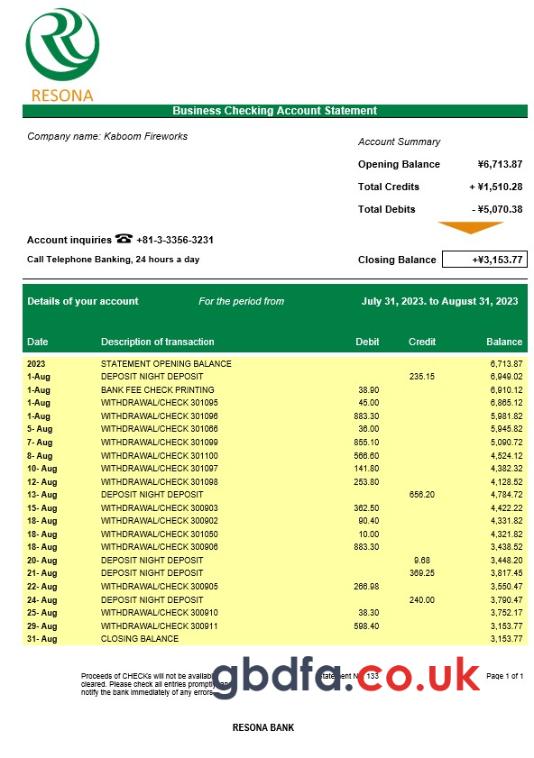 RESONA
Business Checking Account Statement
Company name: Kaboom Fireworks
Account Summary
Opening Balance ¥6,713.87
Total Credits + ¥1,510.28
Total Debits - ¥5,070.38
Account inquiries ☎ +81-3-3356-3231
Call Telephone Banking, 24 hours a day
Closing Balance +¥3,153.77
Details of your account For the period from July 31, 2023. to August 31, 2023
Date Description of transaction Debit Credit Balance
2023 STATEMENT OPENING BALANCE 6,713.87
1-Aug DEPOSIT NIGHT DEPOSIT 235.15 6,949.02
1-Aug BANK FEE CHECK PRINTING 38.90 6,910.12
1-Aug WITHDRAWAL/CHECK 301095 45.00 6,865.12
1-Aug WITHDRAWAL/CHECK 301096 883.30 5,981.82
5- Aug WITHDRAWAL/CHECK 301066 36.00 5,945.82
7- Aug WITHDRAWAL/CHECK 301099 855.10 5,090.72
8- Aug WITHDRAWAL/CHECK 301100 566.60 4,524.12
10- Aug WITHDRAWAL/CHECK 301097 141.80 4,382.32
12- Aug WITHDRAWAL/CHECK 301098 253.80 4,128.52
13- Aug DEPOSIT NIGHT DEPOSIT 656.20 4,784.72
15- Aug WITHDRAWAL/CHECK 300903 362.50 4,422.22
18- Aug WITHDRAWAL/CHECK 300902 90.40 4,331.82
18- Aug WITHDRAWAL/CHECK 301050 10.00 4,321.82
18- Aug WITHDRAWAL/CHECK 300906 883.30 3,438.52
20- Aug DEPOSIT NIGHT DEPOSIT 9.68 3,448.20
21- Aug DEPOSIT NIGHT DEPOSIT 369.25 3,817.45
22- Aug WITHDRAWAL/CHECK 300905 266.98 3,550.47
24- Aug DEPOSIT NIGHT DEPOSIT 240.00 3,790.47
25- Aug WITHDRAWAL/CHECK 300910 38.30 3,752.17
29- Aug WITHDRAWAL/CHECK 300911 598.40 3,153.77
31- Aug CLOSING BALANCE 3,153.77
Proceeds of CHECKs will not be 133 Page 1 of 1
cleared. Please check all entries
notify the bank immediately of any errors
gbdfa.co.uk
RESONA BANK